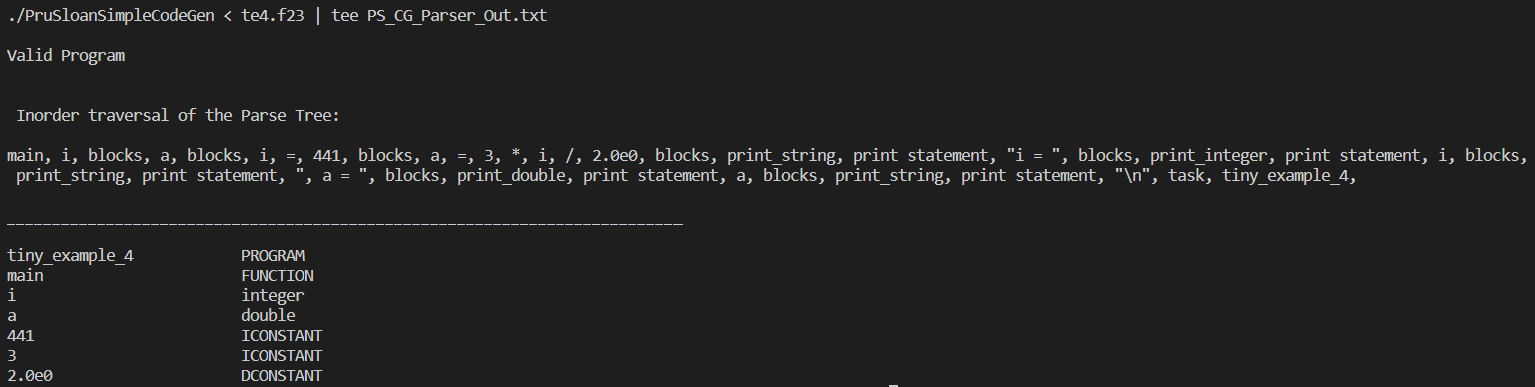 ./PruSloanSimpleCodeGen < te4.f23 | tee PS_CG_Parser_Out.txt
Valid Program
Inorder traversal of the Parse Tree:
main, i, blocks, a, blocks, i, =, 441, blocks, a, =, 3, *, i, /, 2.0e0, blocks, print_string, print statement, "i = ", blocks, print_integer, print statement, i, blocks,
print_string, print statement, ", a = ", blocks, print_double, print statement, a, blocks, print_string, print statement, "\n", task, tiny_example_4,
___________________________________________________________________________
tiny_example_4 PROGRAM
main FUNCTION
i integer
a double
441 ICONSTANT
3 ICONSTANT
2.0e0 DCONSTANT